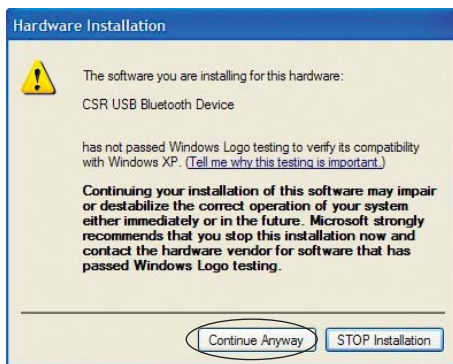 Hardware Installation
The software you are installing for this hardware:
CSR USB Bluetooth Device
has not passed Windows Logo testing to verify its compatibility
with Windows XP. (Tell me why this testing is important.)
Continuing your installation of this software may impair
or destabilize the correct operation of your system
either immediately or in the future. Microsoft strongly
recommends that you stop this installation now and
contact the hardware vendor for software that has
passed Windows Logo testing.
Continue Anyway STOP Installation